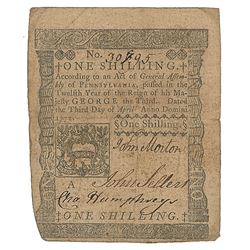 No. 30895
ONE SHILLING.
According to an Act of General Assem-
bly of PENNSYLVANIA, passed in the
Twelfth Year of the Reign of his Ma-
jesty GEORGE the Third. Dated
the Third Day of April Anno Domini
1772.
One Shilling.
John Morton
A
John Sellers
Cha Humphreys
ONE SHILLING.